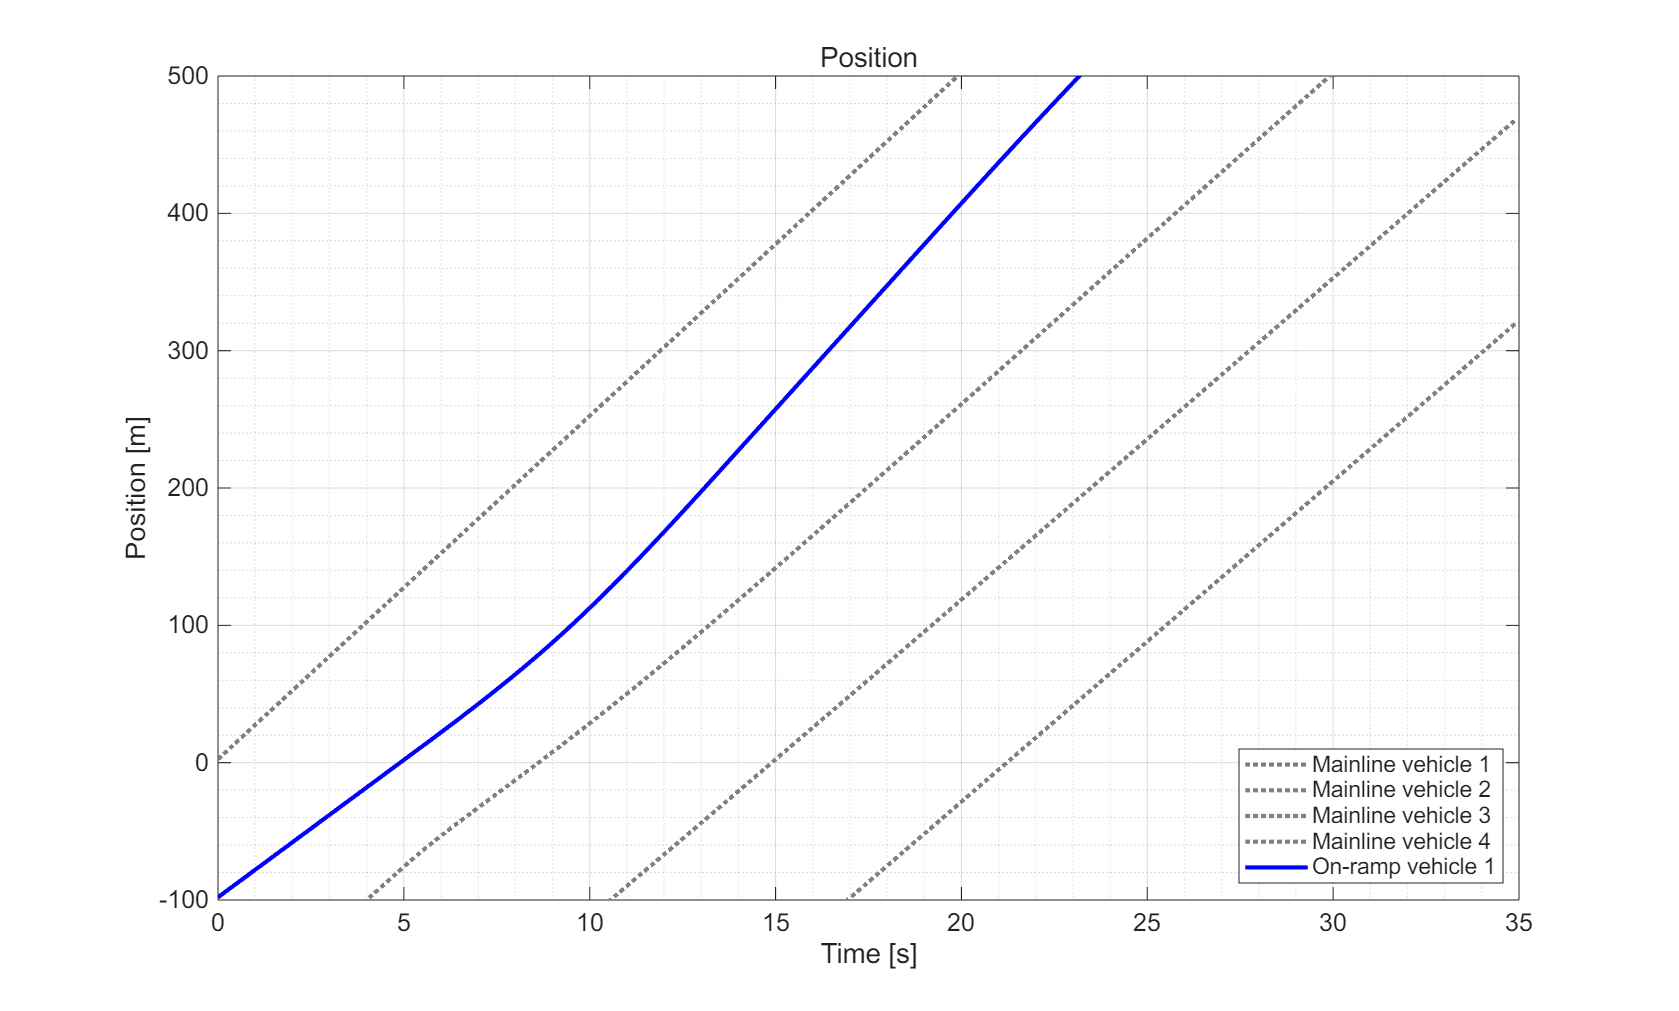 Position
500
400
300
200
100
0
-100
Position [m]
0 5 10 15 20 25 30 35
Time [s]
Mainline vehicle 1
Mainline vehicle 2
Mainline vehicle 3
Mainline vehicle 4
On-ramp vehicle 1